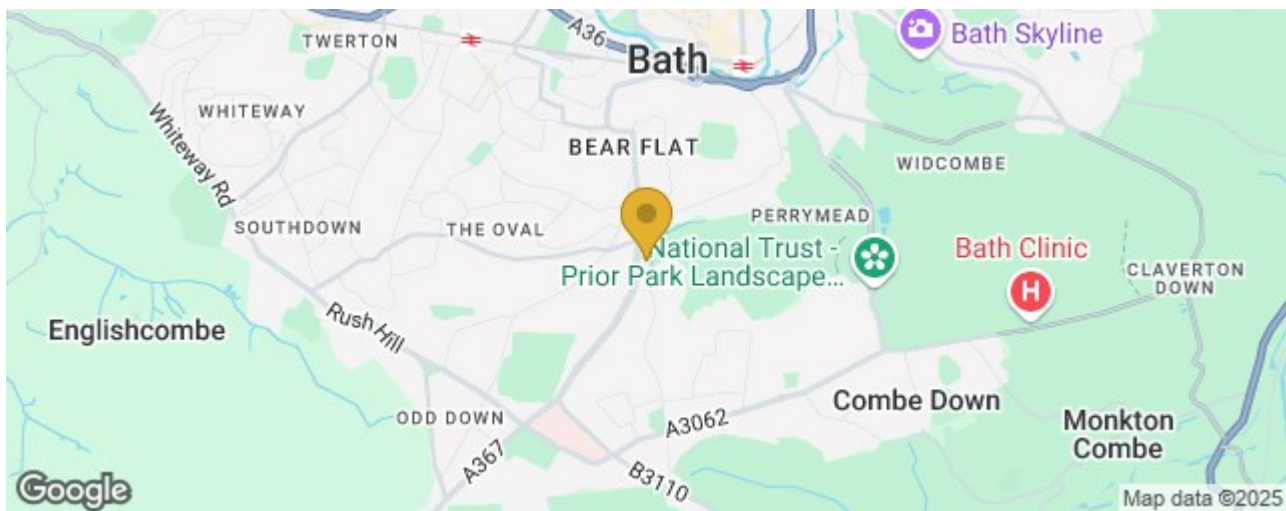 TWERTON
A36
Bath
Bath Skyline
WHITEWAY
Whiteway Rd
BEAR FLAT
WIDCOMBE
SOUTHDOWN
THE OVAL
PERRYMEAD
National Trust -
Prior Park Landscape...
Bath Clinic
H
CLAVERTON
DOWN
Englishcombe
Rush Hill
ODD DOWN
A367
A3062
B3110
Combe Down
Monkton
Combe
Google
Map data ©2025